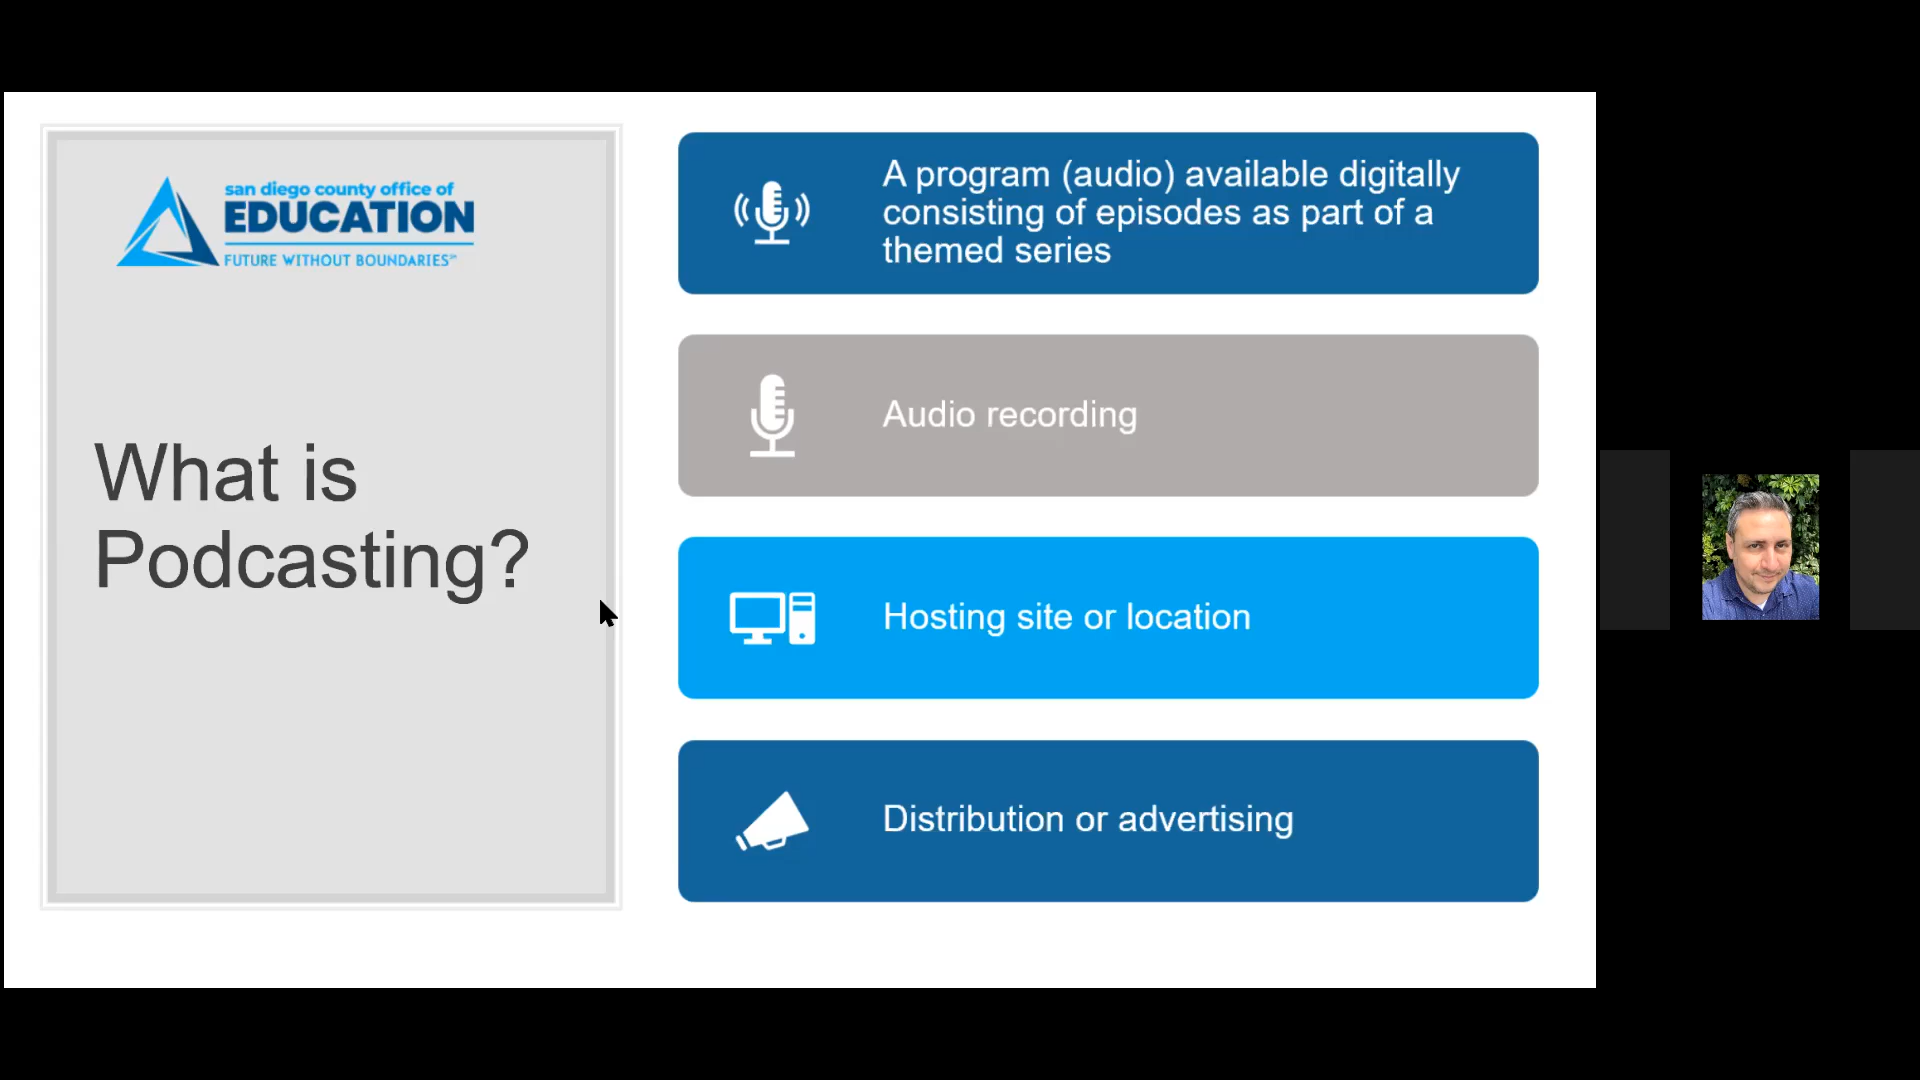 san diego county office of
EDUCATION
FUTURE WITHOUT BOUNDARIES℠
What is
Podcasting?
A program (audio) available digitally
consisting of episodes as part of a
themed series
Audio recording
Hosting site or location
Distribution or advertising